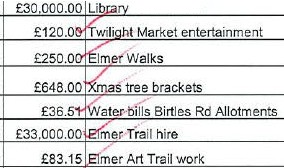 £30,000.00 Library
£120.00 Twilight Market entertainment
£250.00 Elmer Walks
£648.00 Xmas tree brackets
£36.51 Water bills Birtles Rd Allotments
£33,000.00 Elmer Trail hire
£83.15 Elmer Art Trail work